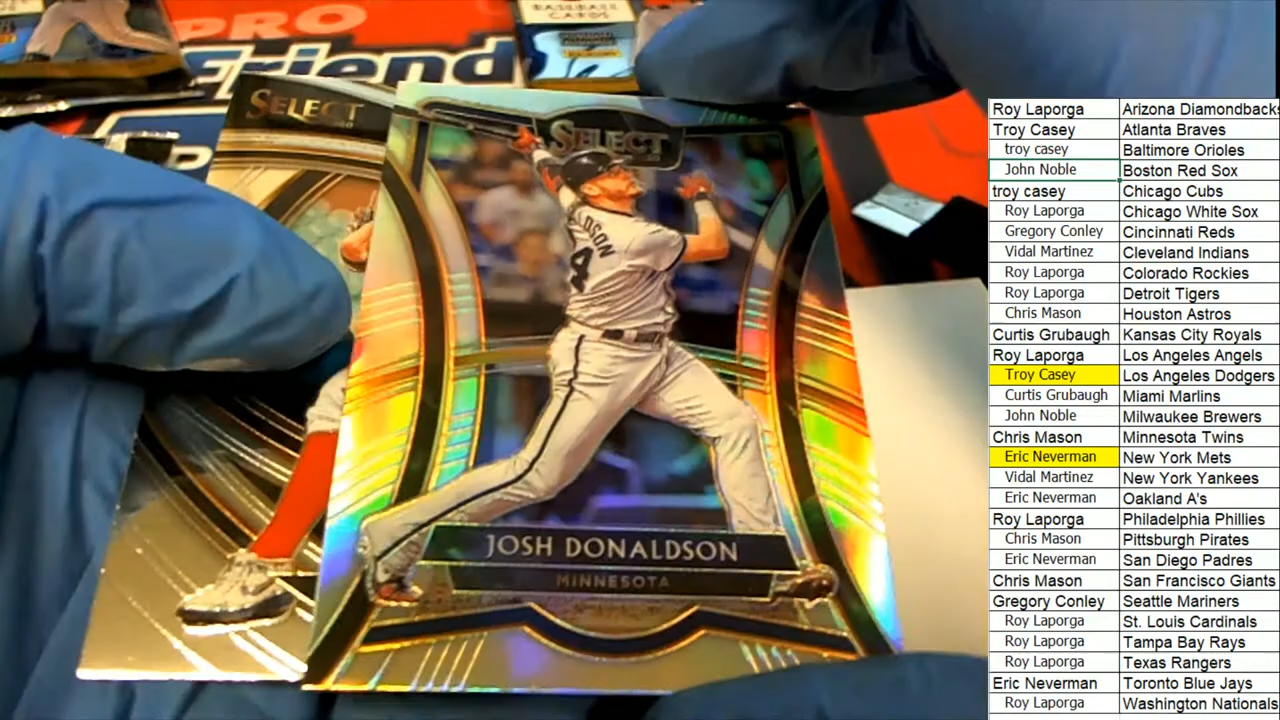 PRO
Friend
BASEBALL
CARDS
SELECT
SELECT
DONALDSON
JOSH DONALDSON
MINNESOTA
Roy Laporga Arizona Diamondback
Troy Casey Atlanta Braves
troy casey Baltimore Orioles
John Noble Boston Red Sox
troy casey Chicago Cubs
Roy Laporga Chicago White Sox
Gregory Conley Cincinnati Reds
Vidal Martinez Cleveland Indians
Roy Laporga Colorado Rockies
Roy Laporga Detroit Tigers
Chris Mason Houston Astros
Curtis Grubaugh Kansas City Royals
Roy Laporga Los Angeles Angels
Troy Casey Los Angeles Dodgers
Curtis Grubaugh Miami Marlins
John Noble Milwaukee Brewers
Chris Mason Minnesota Twins
Eric Neverman New York Mets
Vidal Martinez New York Yankees
Eric Neverman Oakland A's
Roy Laporga Philadelphia Phillies
Chris Mason Pittsburgh Pirates
Eric Neverman San Diego Padres
Chris Mason San Francisco Giants
Gregory Conley Seattle Mariners
Roy Laporga St. Louis Cardinals
Roy Laporga Tampa Bay Rays
Roy Laporga Texas Rangers
Eric Neverman Toronto Blue Jays
Roy Laporga Washington Nationals